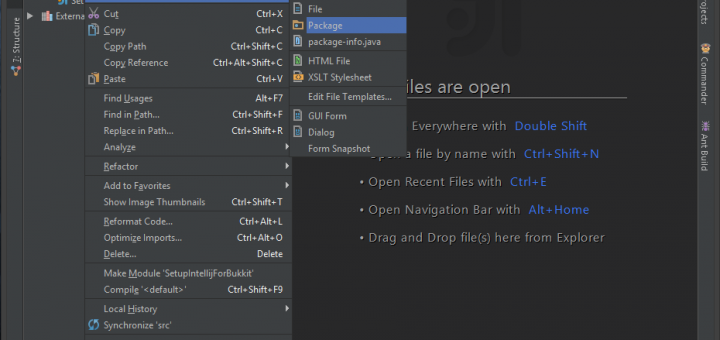 Set
Externa
Z: Structure
Cut Ctrl+X
Copy Ctrl+C
Copy Path Ctrl+Shift+C
Copy Reference Ctrl+Alt+Shift+C
Paste Ctrl+V
Find Usages Alt+F7
Find in Path... Ctrl+Shift+F
Replace in Path... Ctrl+Shift+R
Analyze
Refactor
Add to Favorites
Show Image Thumbnails Ctrl+Shift+T
Reformat Code... Ctrl+Alt+L
Optimize Imports... Ctrl+Alt+O
Delete... Delete
Make Module 'SetupIntellijForBukkit'
Compile '<default>' Ctrl+Shift+F9
Local History
Synchronize 'src'
File
Package
package-info.java
HTML File
XSLT Stylesheet
Edit File Templates...
GUI Form
Dialog
Form Snapshot
iles are open
Everywhere with Double Shift
a file by name with Ctrl+Shift+N
• Open Recent Files with Ctrl+E
• Open Navigation Bar with Alt+Home
• Drag and Drop file(s) here from Explorer
rojects
Commander
Ant Build